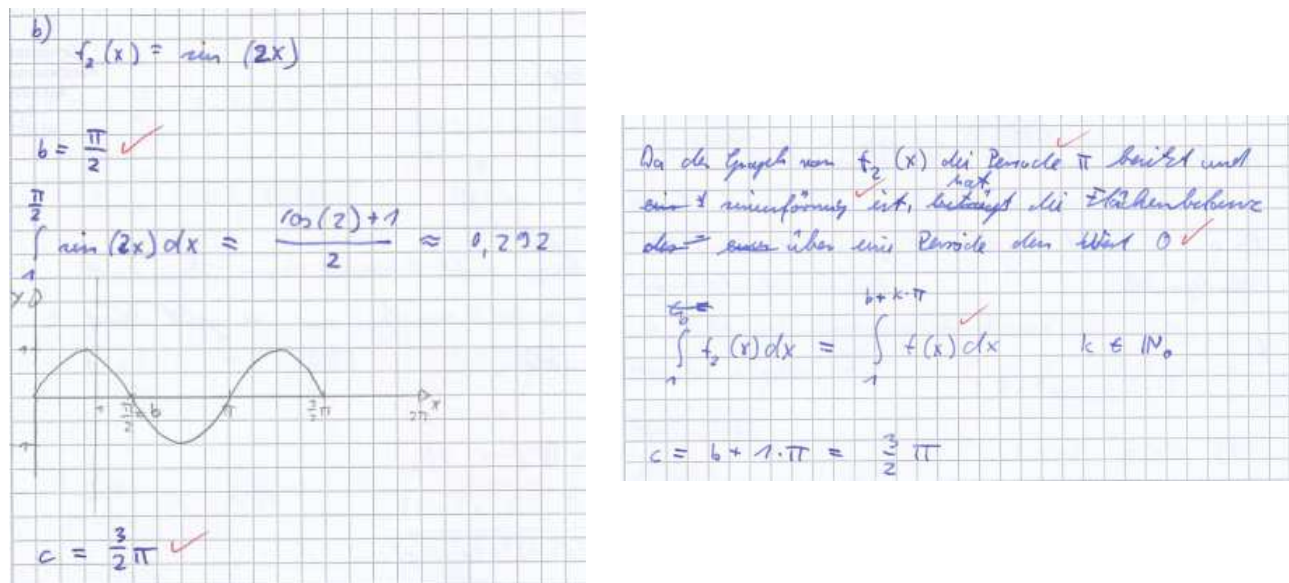 b)
f₂(x) = sin (2x)
b = π/2 ✓
∫₁^(π/2) sin(2x) dx = (cos(2)+1)/2 ≈ 0,292
y
1
1 π/2 = b π 3/2 π 2π x
-1
c = 3/2 π ✓
Da der Graph von f₂(x) die Periode π besitzt und
sinusförmig ist, hat die Flächenbilanz
über eine Periode den Wert 0 ✓
∫₁^b f₂(x) dx = ∫₁^(b+k·π) f(x) dx k ∈ ℕ₀
c = b + 1·π = 3/2 π